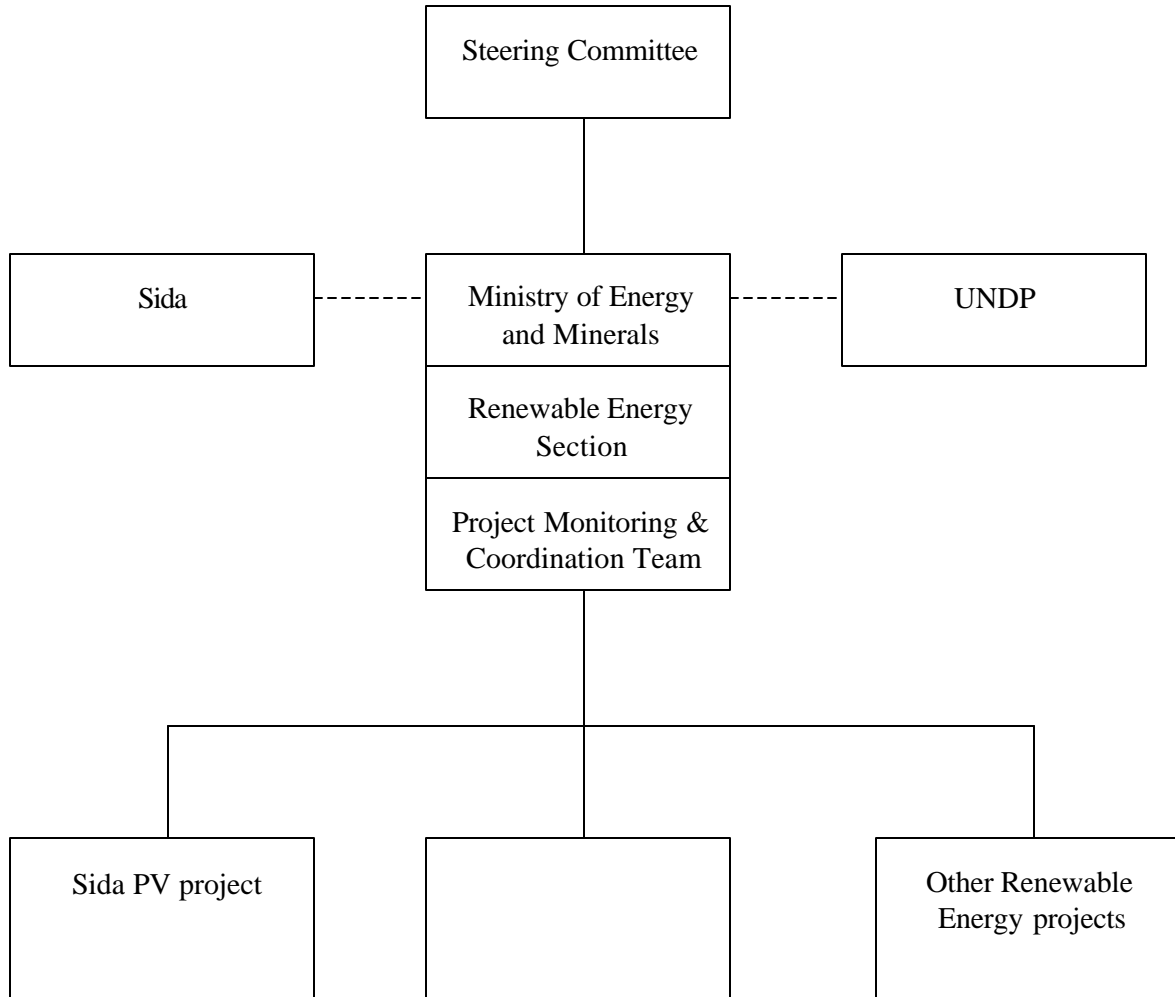 Steering Committee
Sida
Ministry of Energy
and Minerals
UNDP
Renewable Energy
Section
Project Monitoring &
Coordination Team
Sida PV project
Other Renewable
Energy projects